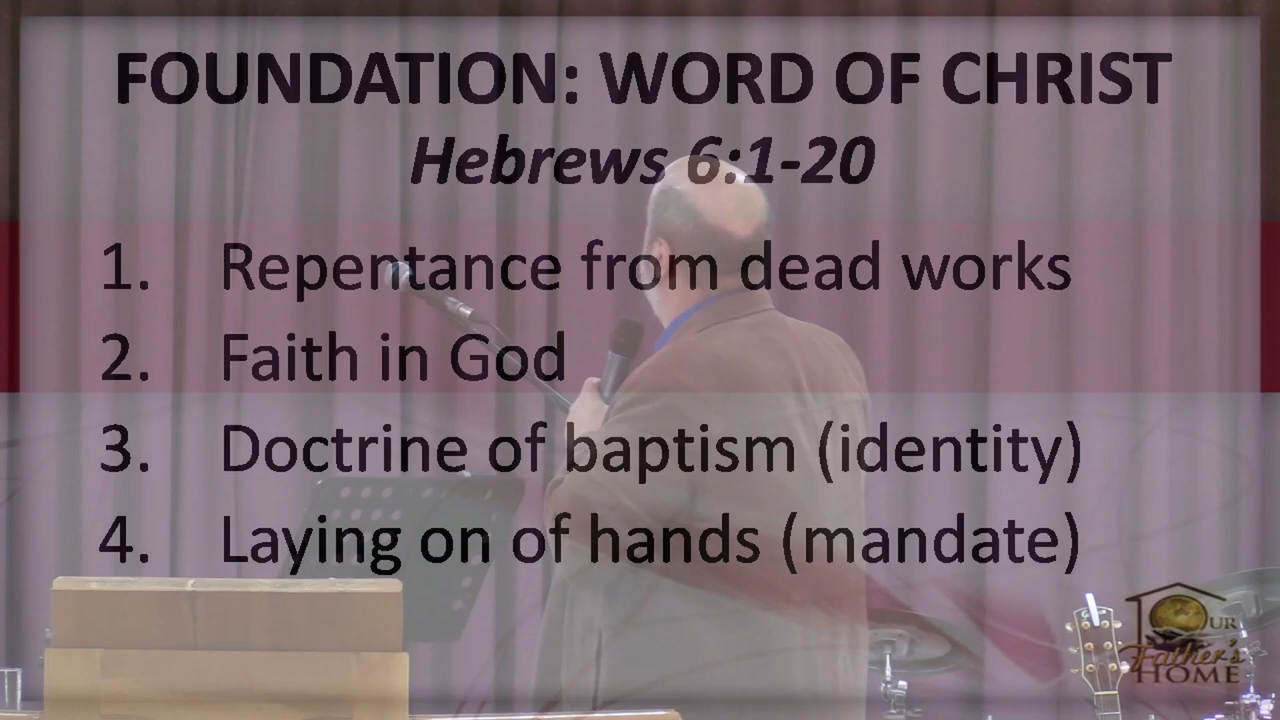 FOUNDATION: WORD OF CHRIST
Hebrews 6:1-20
1. Repentance from dead works
2. Faith in God
3. Doctrine of baptism (identity)
4. Laying on of hands (mandate)
OUR
Father's
HOME